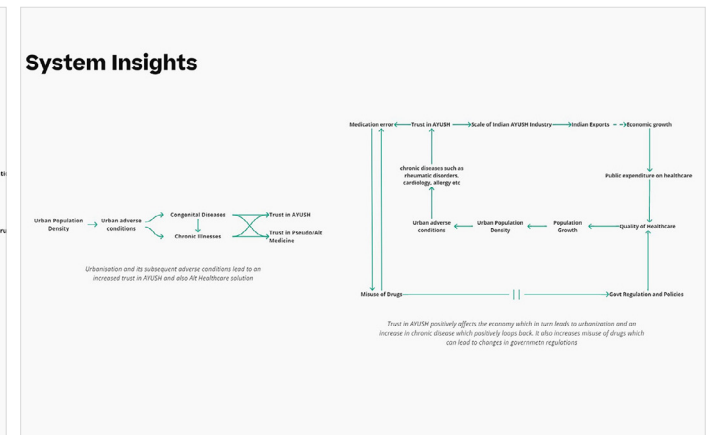 System Insights
Urban Population
Density
Urban adverse
conditions
Congenital Diseases
Chronic Illnesses
Trust in AYUSH
Trust in Pseudo/Alt
Medicine
Urbanisation and its subsequent adverse conditions lead to an
increased trust in AYUSH and also Alt Healthcare solution
Medication error
Trust in AYUSH
Scale of Indian AYUSH Industry
Indian Exports
Economic growth
chronic diseases such as
rheumatic disorders,
cardiology, allergy etc
Public expenditure on healthcare
Urban adverse
conditions
Urban Population
Density
Population
Growth
Quality of Healthcare
Misuse of Drugs
Govt Regulation and Policies
Trust in AYUSH positively affects the economy which in turn leads to urbanization and an
increase in chronic disease which positively loops back. It also increases misuse of drugs which
can lead to changes in governmetn regulations